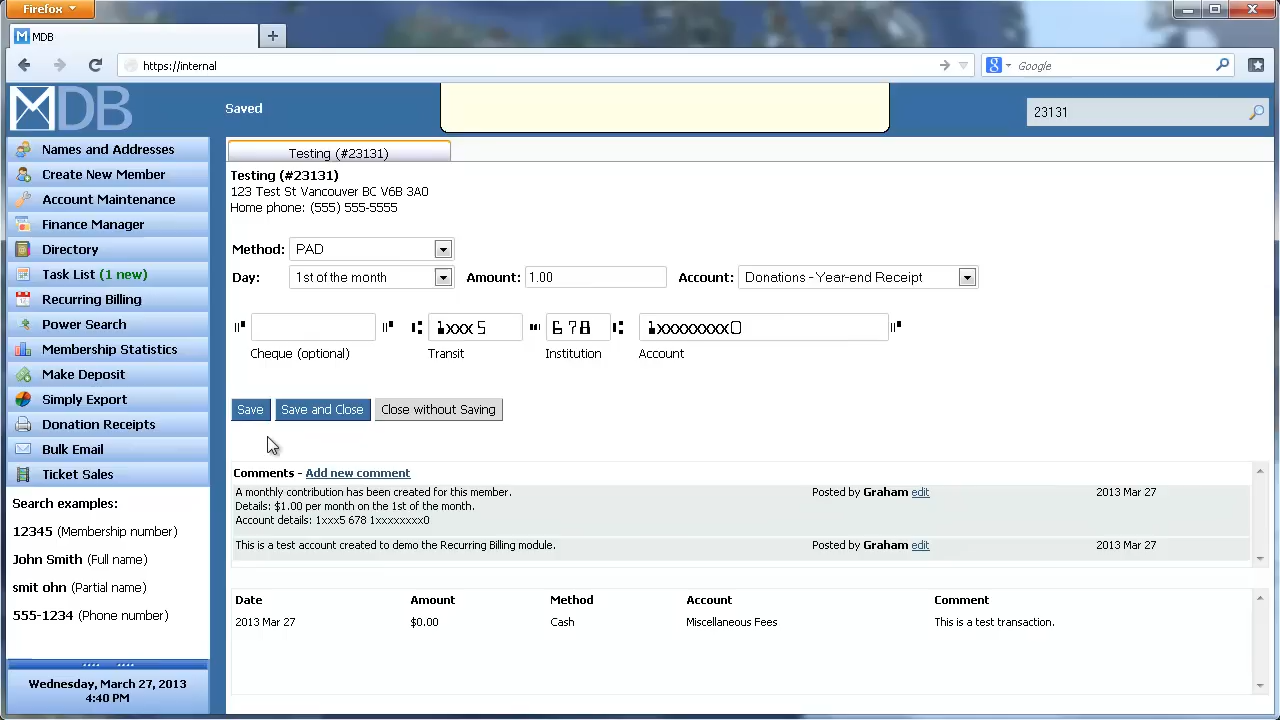 Firefox
MDB
https://internal
Google
MDB
Saved
23131
Names and Addresses
Create New Member
Account Maintenance
Finance Manager
Directory
Task List (1 new)
Recurring Billing
Power Search
Membership Statistics
Make Deposit
Simply Export
Donation Receipts
Bulk Email
Ticket Sales
Search examples:
12345 (Membership number)
John Smith (Full name)
smit ohn (Partial name)
555-1234 (Phone number)
Wednesday, March 27, 2013
4:40 PM
Testing (#23131)
Testing (#23131)
123 Test St Vancouver BC V6B 3A0
Home phone: (555) 555-5555
Method: PAD
Day: 1st of the month Amount: 1.00 Account: Donations - Year-end Receipt
1xxx5 678 1xxxxxxxx0
Cheque (optional) Transit Institution Account
Save Save and Close Close without Saving
Comments - Add new comment
A monthly contribution has been created for this member. Posted by Graham edit 2013 Mar 27
Details: $1.00 per month on the 1st of the month.
Account details: 1xxx5 678 1xxxxxxxx0
This is a test account created to demo the Recurring Billing module. Posted by Graham edit 2013 Mar 27
Date Amount Method Account Comment
2013 Mar 27 $0.00 Cash Miscellaneous Fees This is a test transaction.